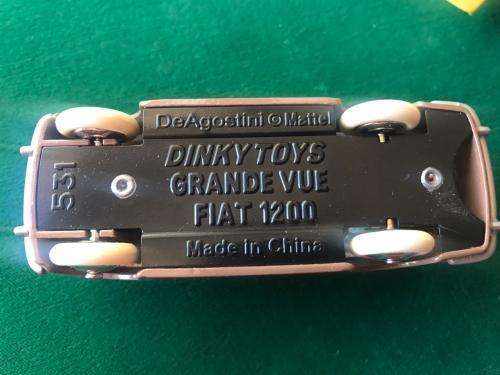 DeAgostini © Mattel
DINKY TOYS
GRANDE VUE
FIAT 1200
Made in China
531